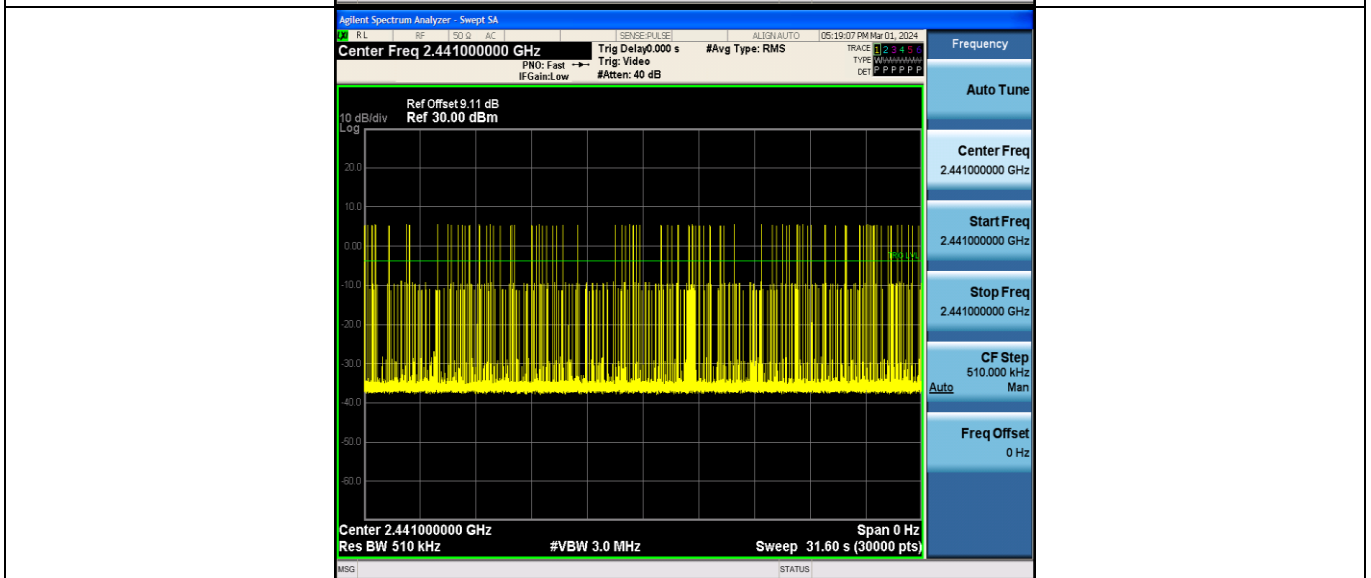 Agilent Spectrum Analyzer - Swept SA
RL RF 50 Ω AC SENSE:PULSE ALIGN AUTO 05:19:07 PM Mar 01, 2024
Center Freq 2.441000000 GHz
PNO: Fast
IFGain:Low
Trig Delay0.000 s
Trig: Video
#Atten: 40 dB
#Avg Type: RMS
TRACE 1 2 3 4 5 6
TYPE WWWWWW
DET P P P P P P
Frequency
Auto Tune
Center Freq
2.441000000 GHz
Start Freq
2.441000000 GHz
Stop Freq
2.441000000 GHz
CF Step
510.000 kHz
Auto Man
Freq Offset
0 Hz
Ref Offset 9.11 dB
10 dB/div Ref 30.00 dBm
Log
20.0
10.0
0.00
TRIG LVL
-10.0
-20.0
-30.0
-40.0
-50.0
-60.0
Center 2.441000000 GHz Span 0 Hz
Res BW 510 kHz #VBW 3.0 MHz Sweep 31.60 s (30000 pts)
MSG STATUS